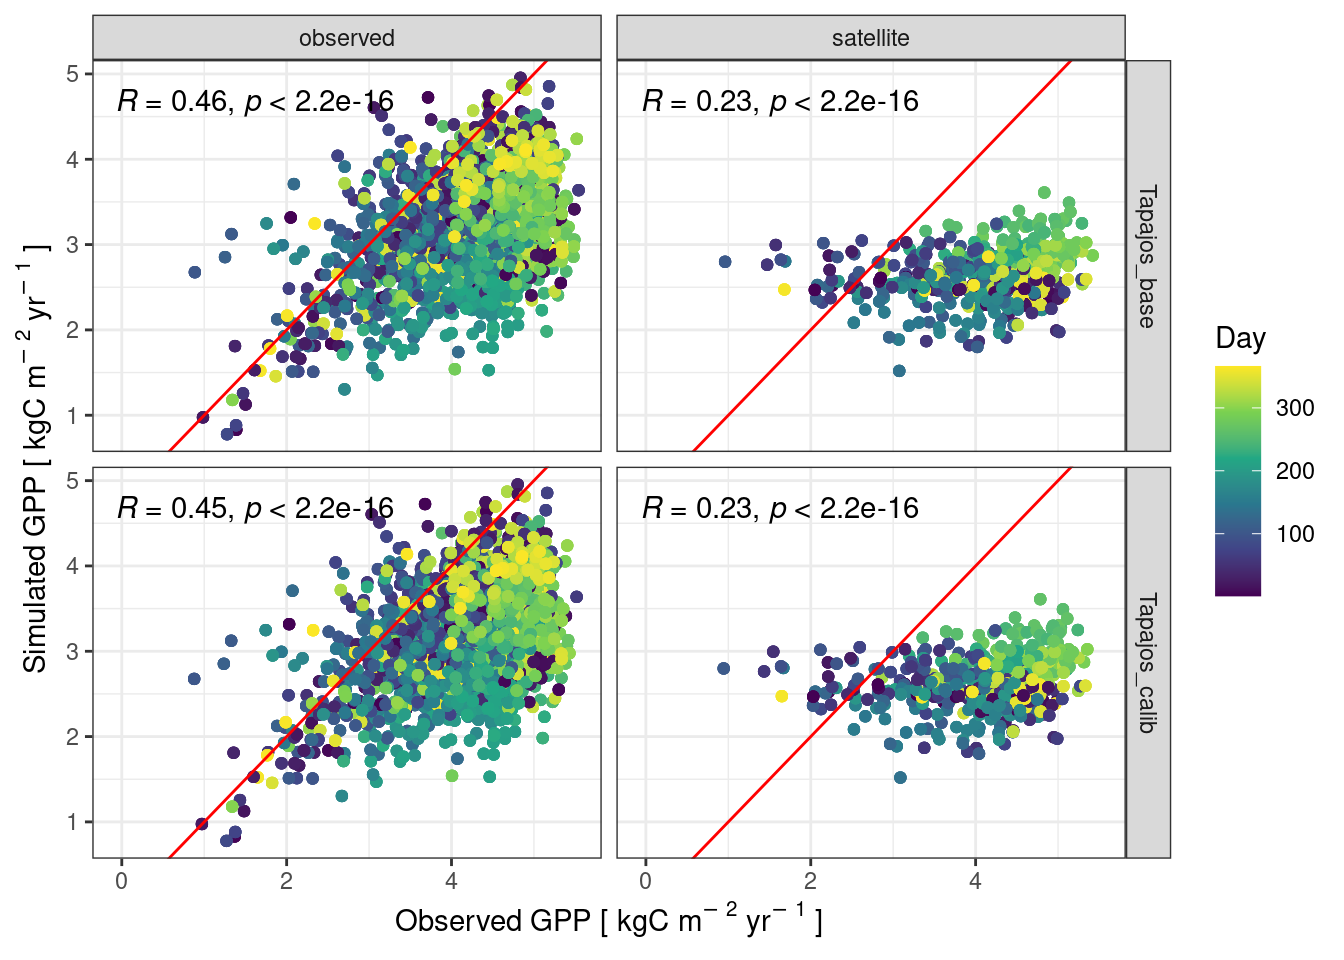 observed
satellite
R = 0.46, p < 2.2e-16
R = 0.23, p < 2.2e-16
Tapajos_base
5
4
3
2
1
R = 0.45, p < 2.2e-16
R = 0.23, p < 2.2e-16
Tapajos_calib
5
4
3
2
1
0 2 4
0 2 4
Observed GPP [ kgC m− 2 yr− 1 ]
Simulated GPP [ kgC m− 2 yr− 1 ]
Day
300
200
100